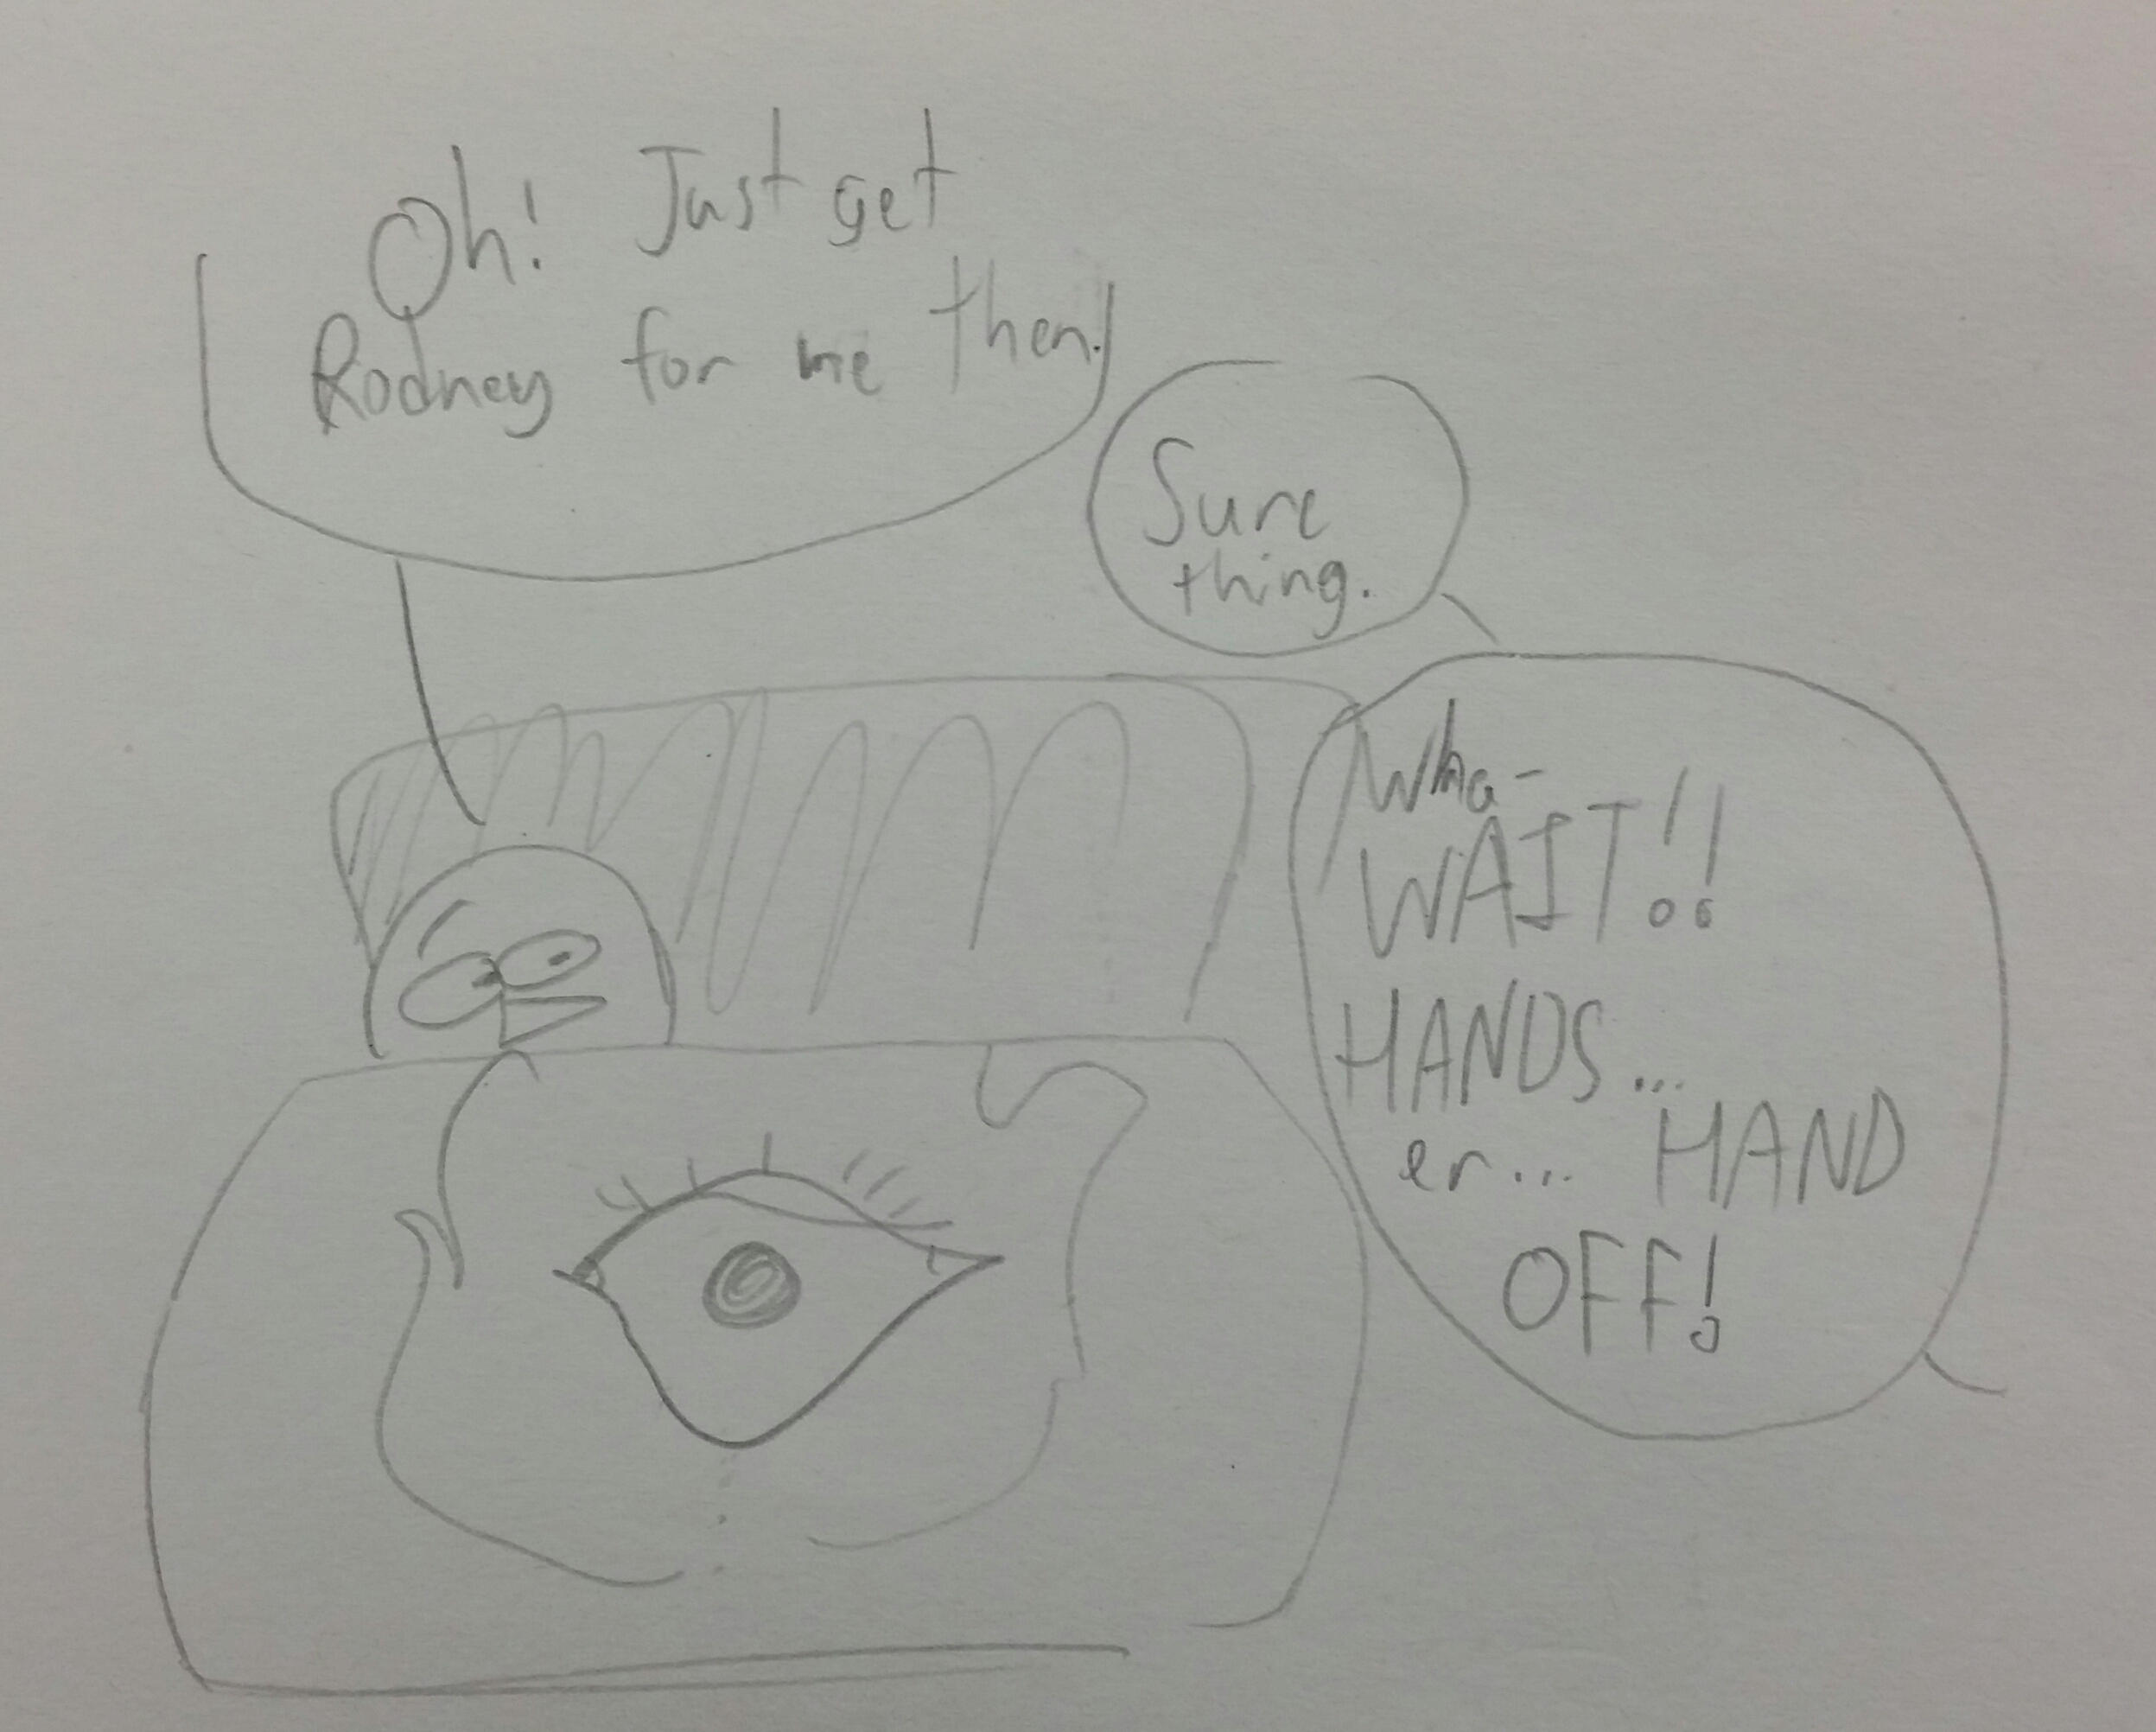 Oh! Just get
Rodney for me then!
Sure
thing.
Wha-
WAIT!!
HANDS...
er... HAND
OFF!